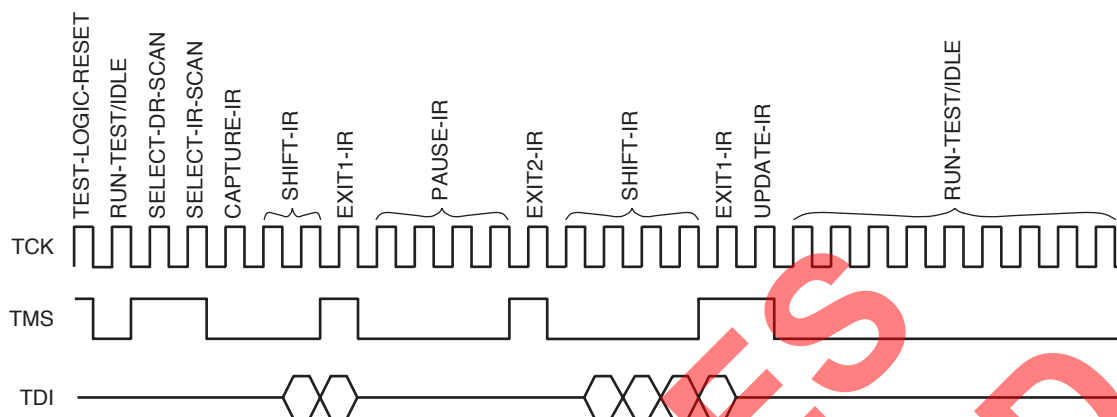 TEST-LOGIC-RESET
RUN-TEST/IDLE
SELECT-DR-SCAN
SELECT-IR-SCAN
CAPTURE-IR
SHIFT-IR
EXIT1-IR
PAUSE-IR
EXIT2-IR
SHIFT-IR
EXIT1-IR
UPDATE-IR
RUN-TEST/IDLE
TCK
TMS
TDI